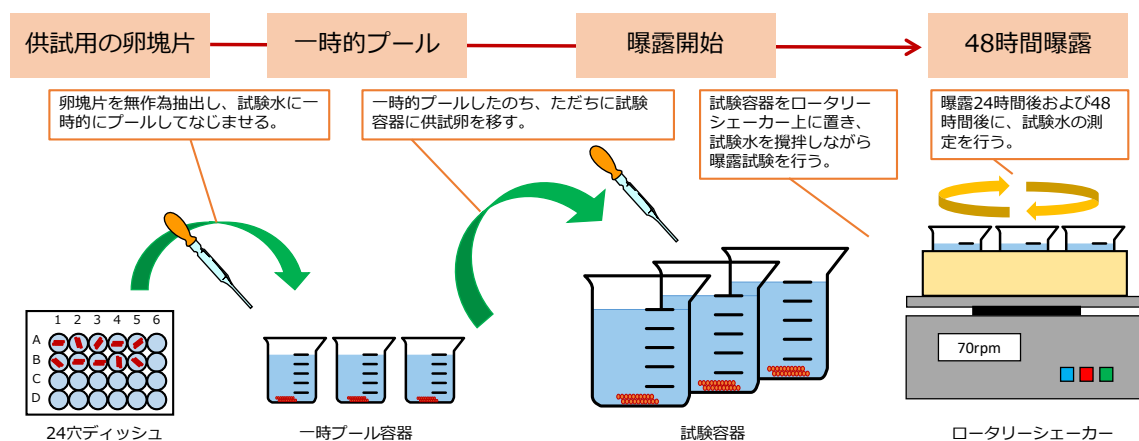 供試用の卵塊片
一時的プール
曝露開始
48時間曝露
卵塊片を無作為抽出し、試験水に一
時的にプールしてなじませる。
一時的プールしたのち、ただちに試験
容器に供試卵を移す。
試験容器をロータリー
シェーカー上に置き、
試験水を攪拌しながら
曝露試験を行う。
曝露24時間後および48
時間後に、試験水の測
定を行う。
1 2 3 4 5 6
A
B
C
D
70rpm
24穴ディッシュ
一時プール容器
試験容器
ロータリーシェーカー